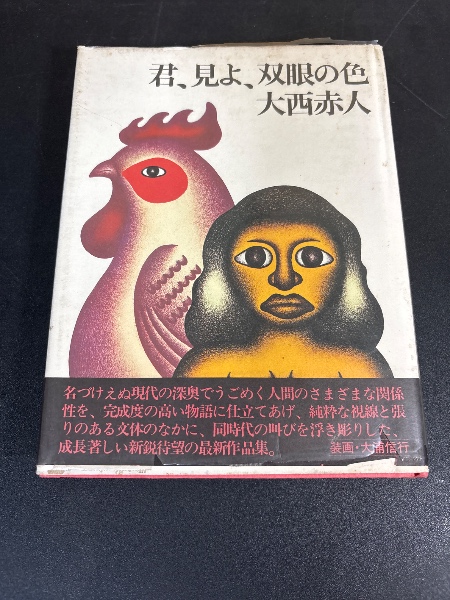 君、見よ、双眼の色
大西赤人
名づけえぬ現代の深奥でうごめく人間のさまざまな関係
性を、完成度の高い物語に仕立てあげ、純粋な視線と張
りのある文体のなかに、同時代の叫びを浮き彫りした、
成長著しい新鋭待望の最新作品集。
装画・大浦信行